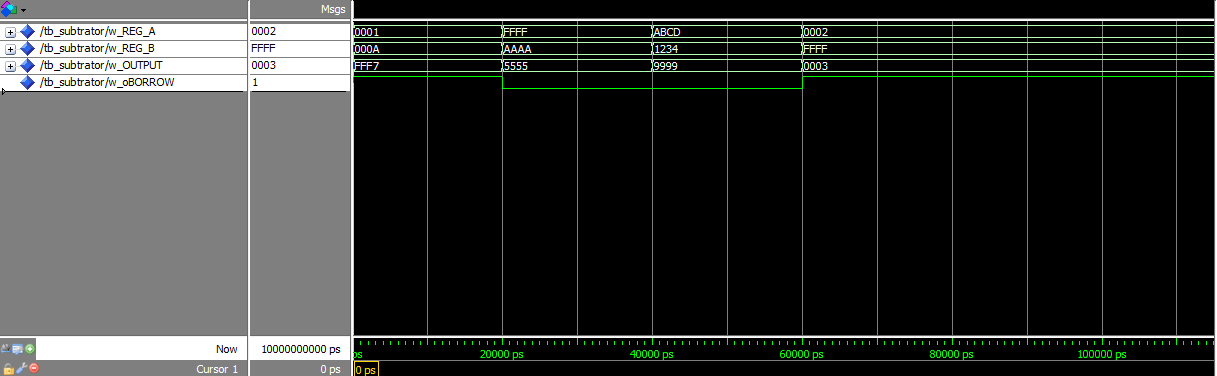 Msgs
/tb_subtrator/w_REG_A 0002 0001 FFFF ABCD 0002
/tb_subtrator/w_REG_B FFFF 000A AAAA 1234 FFFF
/tb_subtrator/w_OUTPUT 0003 FFF7 5555 9999 0003
/tb_subtrator/w_oBORROW 1
Now 10000000000 ps ps 20000 ps 40000 ps 60000 ps 80000 ps 100000 ps
Cursor 1 0 ps 0 ps